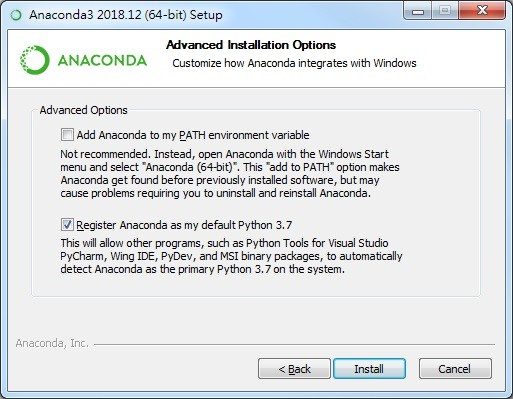 Anaconda3 2018.12 (64-bit) Setup
ANACONDA
Advanced Installation Options
Customize how Anaconda integrates with Windows
Advanced Options
Add Anaconda to my PATH environment variable
Not recommended. Instead, open Anaconda with the Windows Start
menu and select "Anaconda (64-bit)". This "add to PATH" option makes
Anaconda get found before previously installed software, but may
cause problems requiring you to uninstall and reinstall Anaconda.
Register Anaconda as my default Python 3.7
This will allow other programs, such as Python Tools for Visual Studio
PyCharm, Wing IDE, PyDev, and MSI binary packages, to automatically
detect Anaconda as the primary Python 3.7 on the system.
Anaconda, Inc.
< Back
Install
Cancel